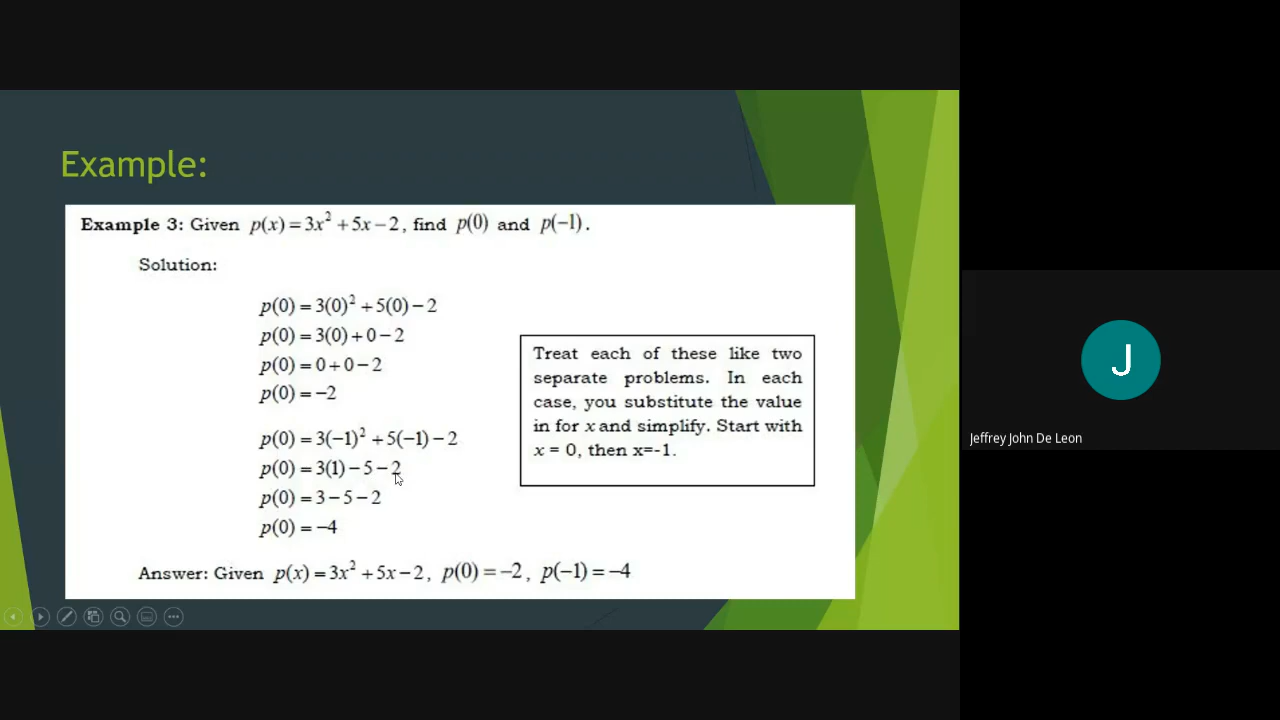 Example:
Example 3: Given p(x) = 3x² + 5x − 2, find p(0) and p(−1).
Solution:
p(0) = 3(0)² + 5(0) − 2
p(0) = 3(0) + 0 − 2
p(0) = 0 + 0 − 2
p(0) = −2
p(0) = 3(−1)² + 5(−1) − 2
p(0) = 3(1) − 5 − 2
p(0) = 3 − 5 − 2
p(0) = −4
Treat each of these like two
separate problems. In each
case, you substitute the value
in for x and simplify. Start with
x = 0, then x=-1.
Answer: Given p(x) = 3x² + 5x − 2, p(0) = −2, p(−1) = −4
J
Jeffrey John De Leon